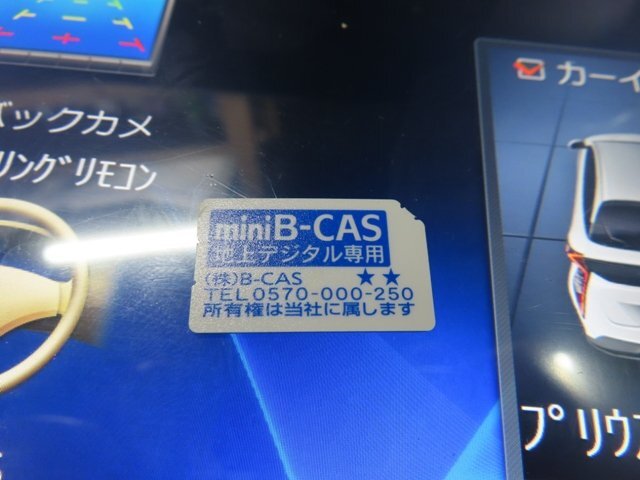 バックカメ
リングリモコン
カーイ
miniB-CAS
地上デジタル専用
(株)B-CAS ★★
TEL 0570-000-250
所有権は当社に属します
プリウス